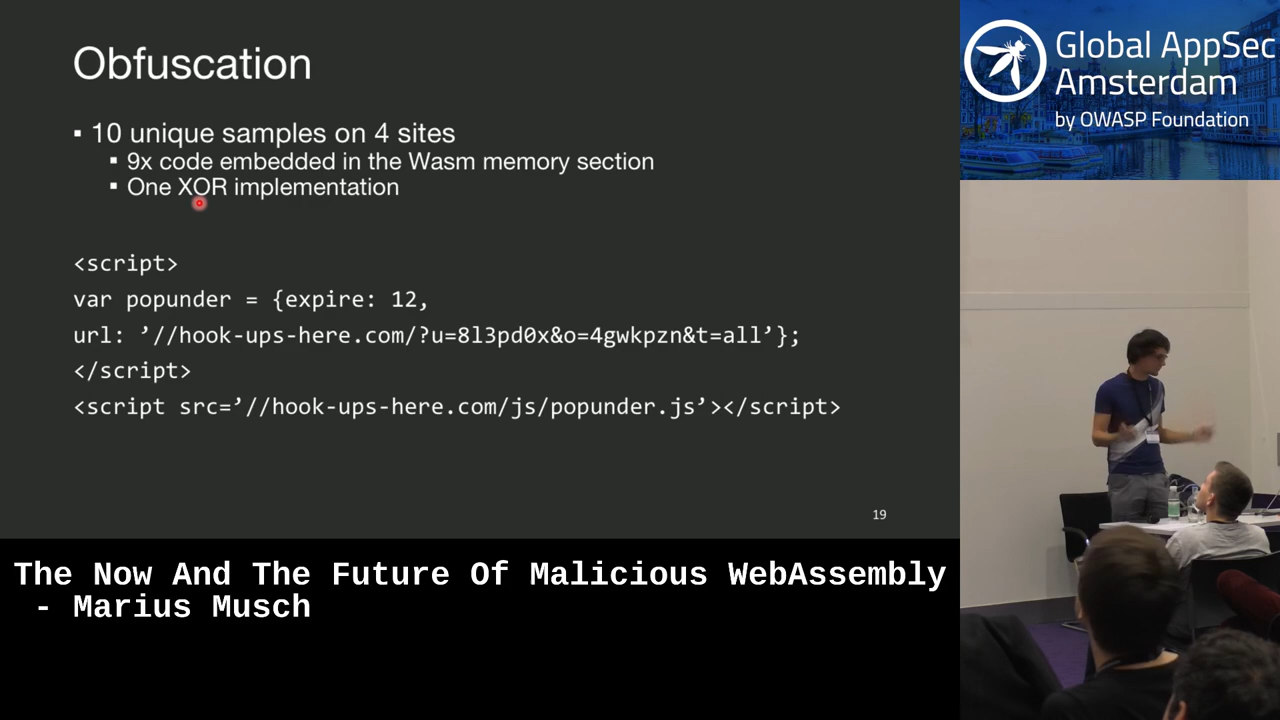 Obfuscation
▪ 10 unique samples on 4 sites
▪ 9x code embedded in the Wasm memory section
▪ One XOR implementation
<script>
var popunder = {expire: 12,
url: ’//hook-ups-here.com/?u=8l3pd0x&o=4gwkpzn&t=all’};
</script>
<script src=’//hook-ups-here.com/js/popunder.js’></script>
19
Global AppSec
Amsterdam
by OWASP Foundation
The Now And The Future Of Malicious WebAssembly
- Marius Musch